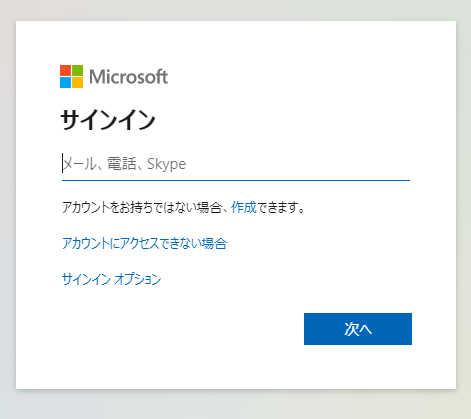 Microsoft
サインイン
メール、電話、Skype
アカウントをお持ちではない場合、作成できます。
アカウントにアクセスできない場合
サインイン オプション
次へ